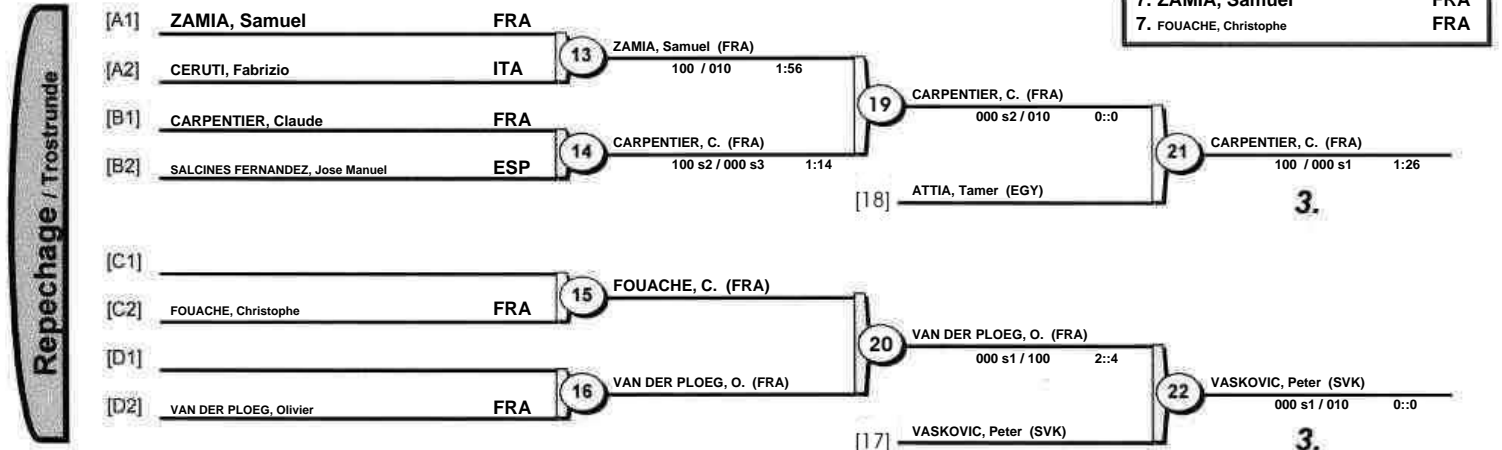 7. ZAMIA, Samuel FRA
7. FOUACHE, Christophe FRA
Repechage / Trostrunde
[A1] ZAMIA, Samuel FRA
[A2] CERUTI, Fabrizio ITA
13
ZAMIA, Samuel (FRA)
100 / 010 1:56
[B1] CARPENTIER, Claude FRA
[B2] SALCINES FERNANDEZ, Jose Manuel ESP
14
CARPENTIER, C. (FRA)
100 s2 / 000 s3 1:14
19
CARPENTIER, C. (FRA)
000 s2 / 010 0::0
[18] ATTIA, Tamer (EGY)
21
CARPENTIER, C. (FRA)
100 / 000 s1 1:26
3.
[C1]
[C2] FOUACHE, Christophe FRA
15
FOUACHE, C. (FRA)
[D1]
[D2] VAN DER PLOEG, Olivier FRA
16
VAN DER PLOEG, O. (FRA)
20
VAN DER PLOEG, O. (FRA)
000 s1 / 100 2::4
[17] VASKOVIC, Peter (SVK)
22
VASKOVIC, Peter (SVK)
000 s1 / 010 0::0
3.